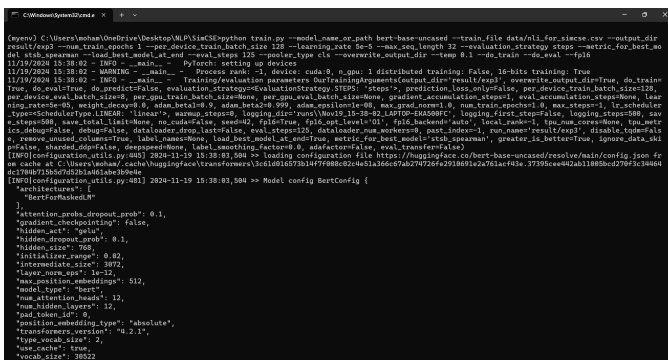 C:\Windows\System32\cmd.e
(myenv) C:\Users\moham\OneDrive\Desktop\NLP\SimCSE>python train.py --model_name_or_path bert-base-uncased --train_file data/nli_for_simcse.csv --output_dir
result/exp3 --num_train_epochs 1 --per_device_train_batch_size 128 --learning_rate 5e-5 --max_seq_length 32 --evaluation_strategy steps --metric_for_best_mo
del stsb_spearman --load_best_model_at_end --eval_steps 125 --pooler_type cls --overwrite_output_dir --temp 0.1 --do_train --do_eval --fp16
11/19/2024 15:38:02 - INFO - __main__ -   PyTorch: setting up devices
11/19/2024 15:38:02 - WARNING - __main__ -   Process rank: -1, device: cuda:0, n_gpu: 1 distributed training: False, 16-bits training: True
11/19/2024 15:38:02 - INFO - __main__ -   Training/evaluation parameters OurTrainingArguments(output_dir='result/exp3', overwrite_output_dir=True, do_train=
True, do_eval=True, do_predict=False, evaluation_strategy=<EvaluationStrategy.STEPS: 'steps'>, prediction_loss_only=False, per_device_train_batch_size=128,
per_device_eval_batch_size=8, per_gpu_train_batch_size=None, per_gpu_eval_batch_size=None, gradient_accumulation_steps=1, eval_accumulation_steps=None, lear
ning_rate=5e-05, weight_decay=0.0, adam_beta1=0.9, adam_beta2=0.999, adam_epsilon=1e-08, max_grad_norm=1.0, num_train_epochs=1.0, max_steps=-1, lr_scheduler
_type=<SchedulerType.LINEAR: 'linear'>, warmup_steps=0, logging_dir='runs\\Nov19_15-38-02_LAPTOP-EHA500FC', logging_first_step=False, logging_steps=500, sav
e_steps=500, save_total_limit=None, no_cuda=False, seed=42, fp16=True, fp16_opt_level='O1', fp16_backend='auto', local_rank=-1, tpu_num_cores=None, tpu_metr
ics_debug=False, debug=False, dataloader_drop_last=False, eval_steps=125, dataloader_num_workers=0, past_index=-1, run_name='result/exp3', disable_tqdm=Fals
e, remove_unused_columns=True, label_names=None, load_best_model_at_end=True, metric_for_best_model='stsb_spearman', greater_is_better=True, ignore_data_ski
p=False, sharded_ddp=False, deepspeed=None, label_smoothing_factor=0.0, adafactor=False, eval_transfer=False)
[INFO|configuration_utils.py:445] 2024-11-19 15:38:03,504 >> loading configuration file https://huggingface.co/bert-base-uncased/resolve/main/config.json fr
om cache at C:\Users\moham/.cache\huggingface\transformers\
[INFO|configuration_utils.py:481] 2024-11-19 15:38:03,504 >> Model config BertConfig {
"architectures": [
"BertForMaskedLM"
],
"attention_probs_dropout_prob": 0.1,
"gradient_checkpointing": false,
"hidden_act": "gelu",
"hidden_dropout_prob": 0.1,
"hidden_size": 768,
"initializer_range": 0.02,
"intermediate_size": 3072,
"layer_norm_eps": 1e-12,
"max_position_embeddings": 512,
"model_type": "bert",
"num_attention_heads": 12,
"num_hidden_layers": 12,
"pad_token_id": 0,
"position_embedding_type": "absolute",
"transformers_version": "4.2.1",
"type_vocab_size": 2,
"use_cache": true,
"vocab_size": 30522